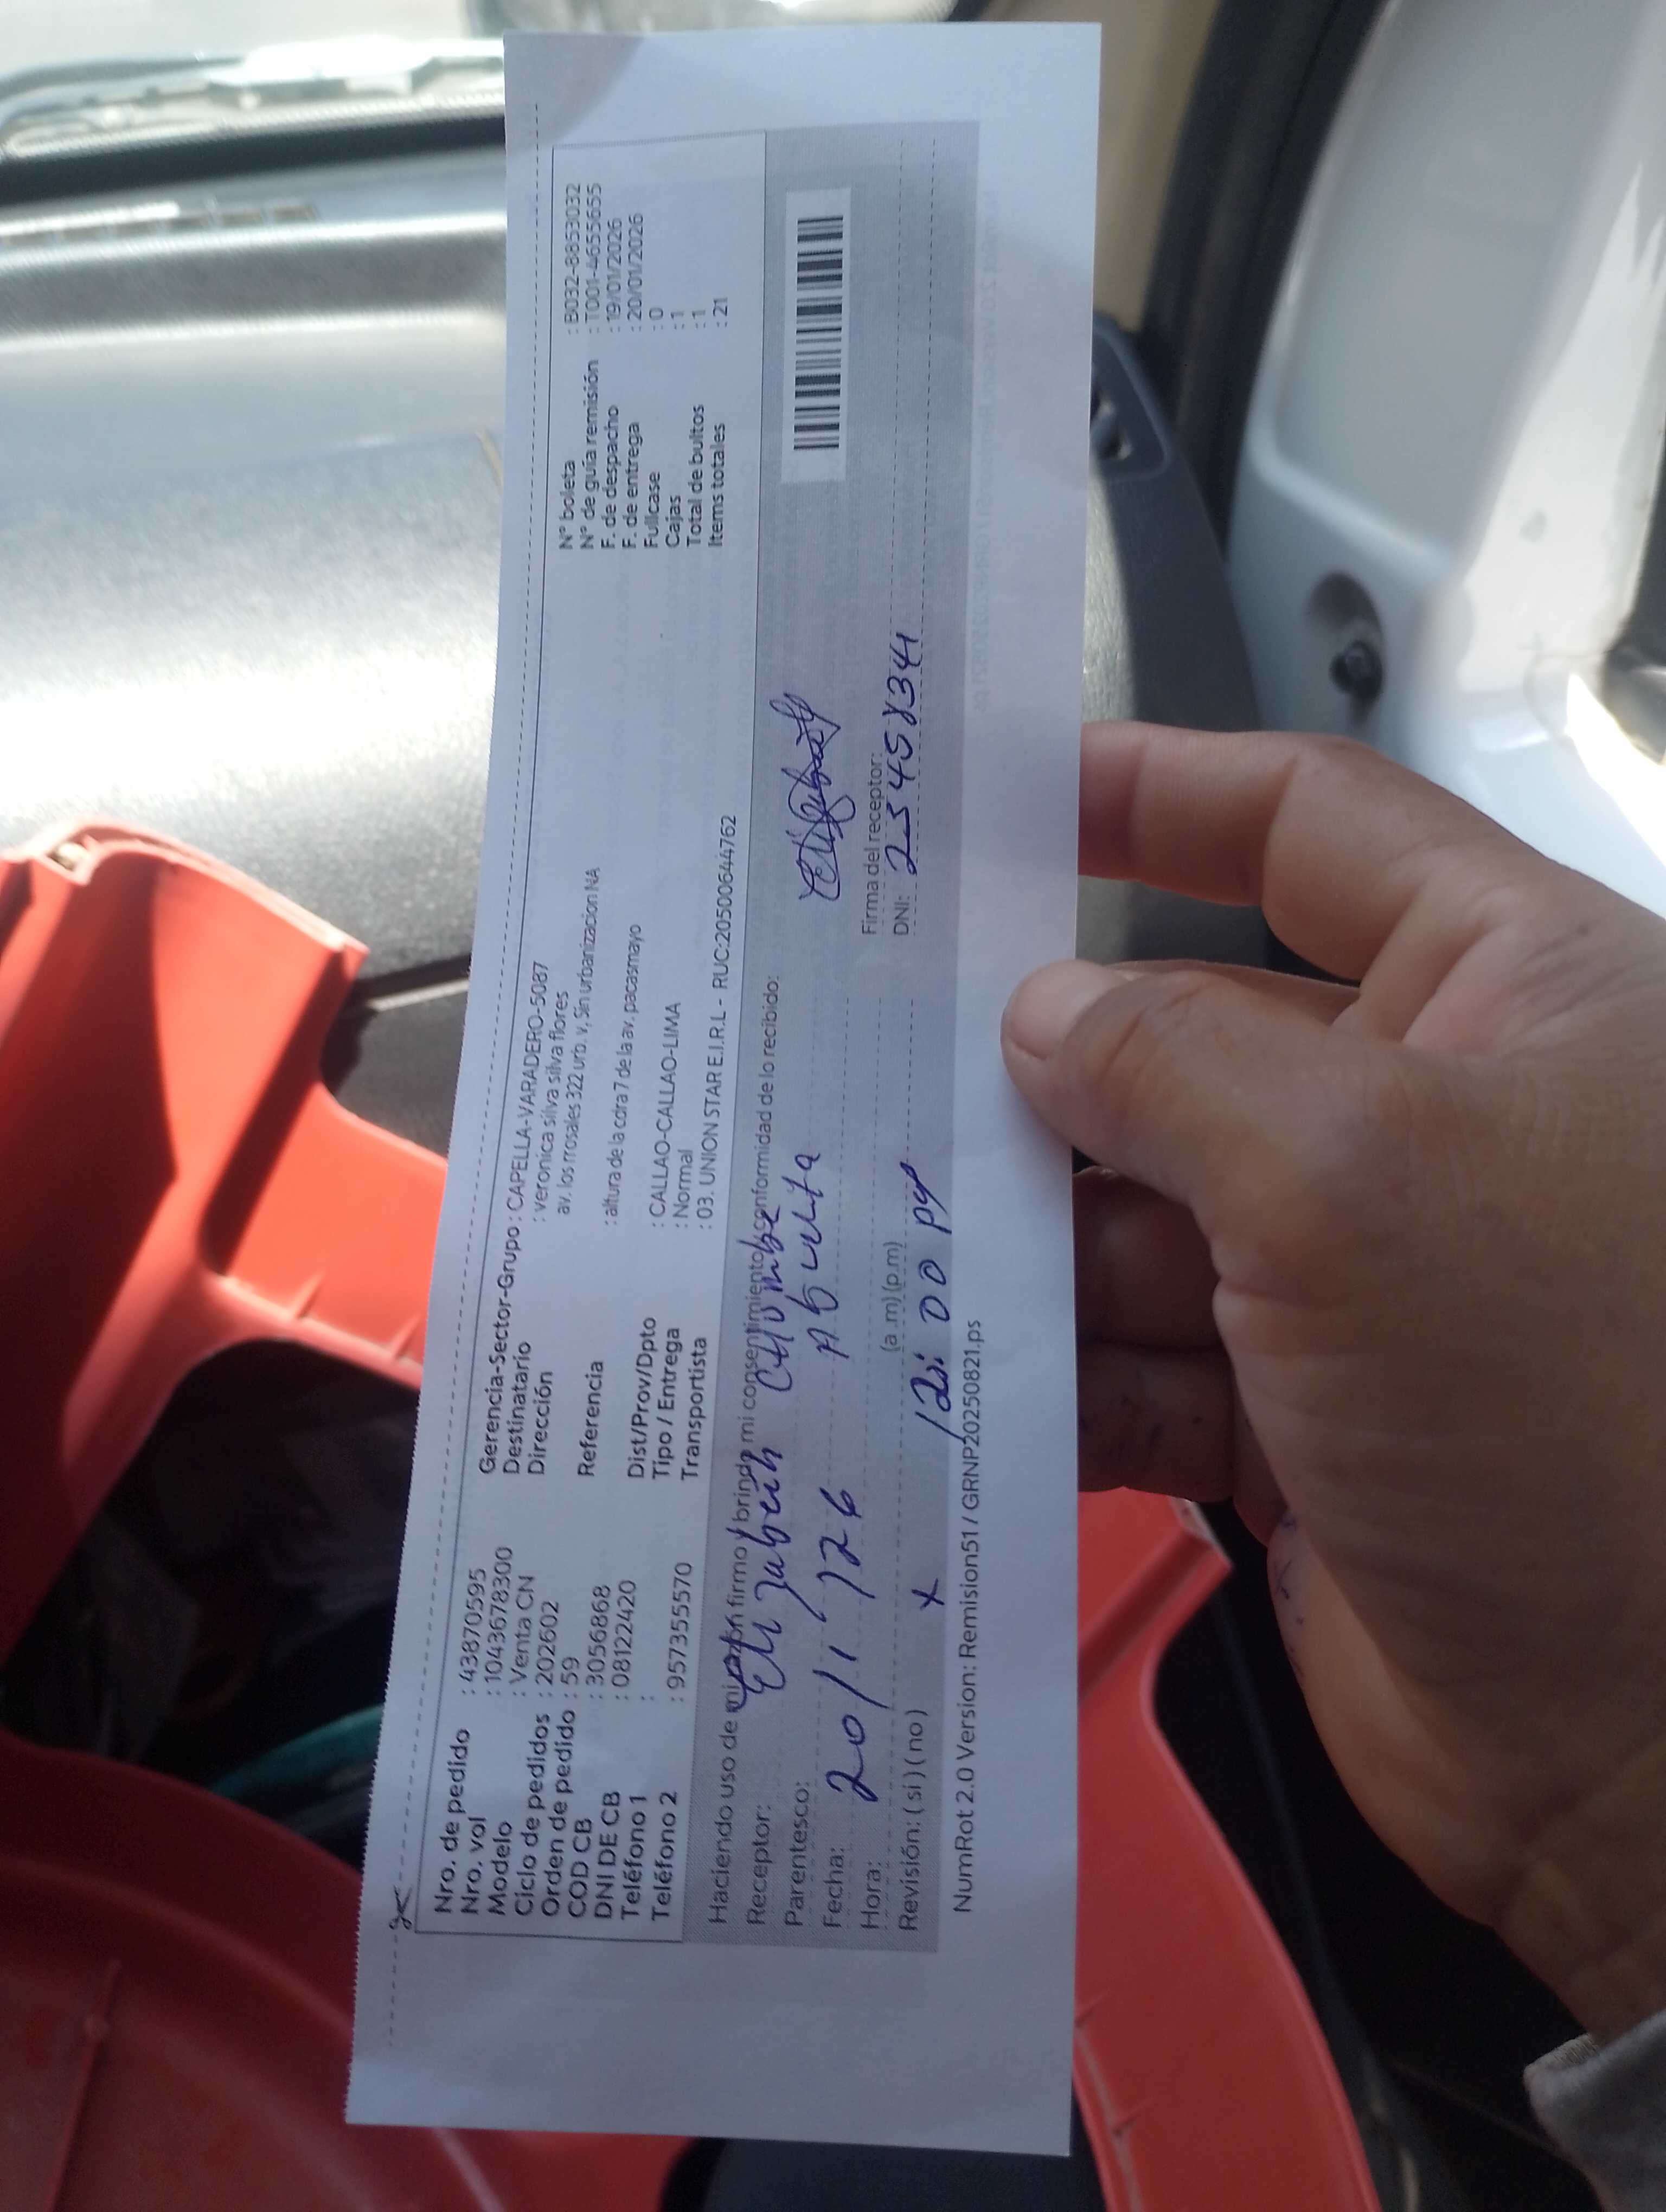 Nro. de pedido : 43870595
Nro. vol : 1043678300
Modelo : Venta CN
Ciclo de pedidos : 202602
Orden de pedido : 59
COD CB : 3056868
DNI DE CB : 08122420
Teléfono 1 :
Teléfono 2 : 957355570
Gerencia-Sector-Grupo : CAPELLA-VARADERO-5087
Destinatario : veronica silva silva flores
Dirección av. los rrosales 322 urb. v, Sin urbanizacion NA
Referencia : altura de la cdra 7 de la av. pacasmayo
Dist/Prov/Dpto : CALLAO-CALLAO-LIMA
Tipo / Entrega : Normal
Transportista : 03. UNION STAR E.I.R.L - RUC:20500644762
N° boleta : B032-8853032
N° de guía remisión : T001-4655655
F. de despacho : 19/01/2026
F. de entrega : 20/01/2026
Fullcase : 0
Cajas : 1
Total de bultos : 1
Items totales : 21
Haciendo uso de mi razón firmo y brindo mi consentimiento/conformidad de lo recibido:
Receptor: Elizabeth
Parentesco: Abuelita
Fecha: 20/1/26
Hora: (a.m) (p.m) 12:00 pm
Revisión: ( si ) ( no ) x
Firma del receptor:
DNI: 25458341
NumRot 2.0 Version: Remision51 / GRNP20250821.ps